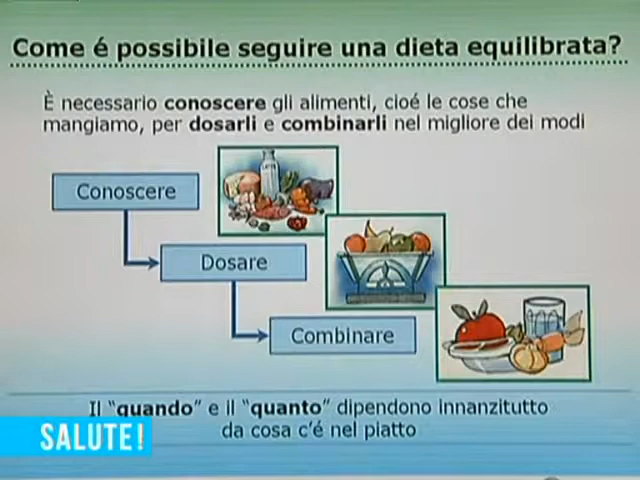 Come é possibile seguire una dieta equilibrata?
È necessario conoscere gli alimenti, cioé le cose che
mangiamo, per dosarli e combinarli nel migliore dei modi
Conoscere
Dosare
Combinare
Il “quando” e il “quanto” dipendono innanzitutto
da cosa c’é nel piatto
SALUTE!